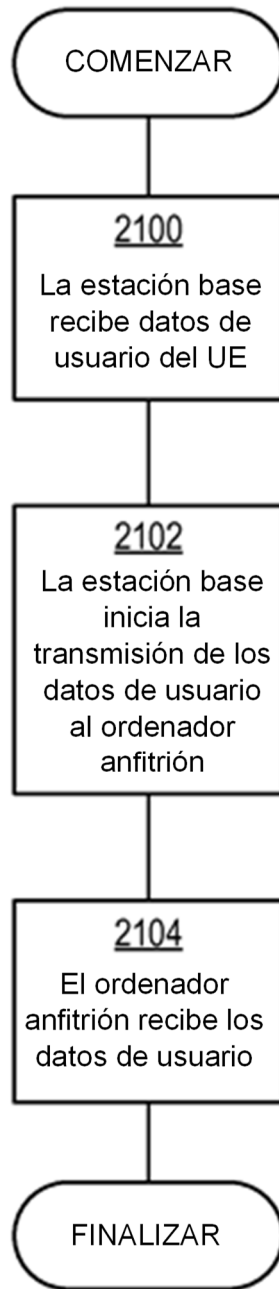 COMENZAR
2100
La estación base
recibe datos de
usuario del UE
2102
La estación base
inicia la
transmisión de los
datos de usuario
al ordenador
anfitrión
2104
El ordenador
anfitrión recibe los
datos de usuario
FINALIZAR